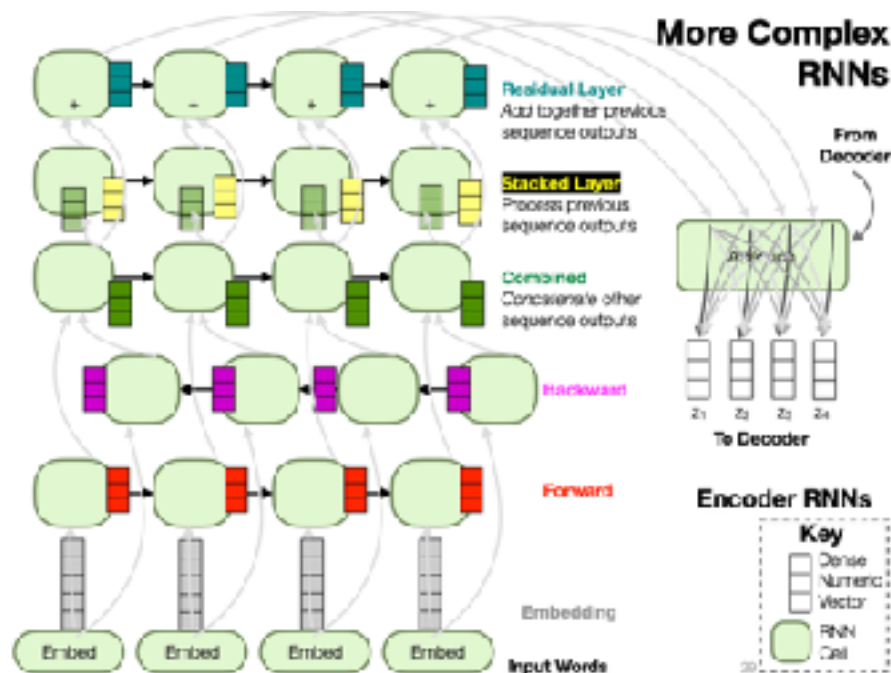 More Complex
RNNs
Residual Layer
Add together previous
sequence outputs
From
Decoder
Stacked Layer
Process previous
sequence outputs
Combined
Concatenate other
sequence outputs
Backward
z₁ z₂ z₃ z₄
To Decoder
Forward
Encoder RNNs
Key
Dense
Numeric
Vector
RNN
Cell
Embedding
Embed Embed Embed Embed
Input Words